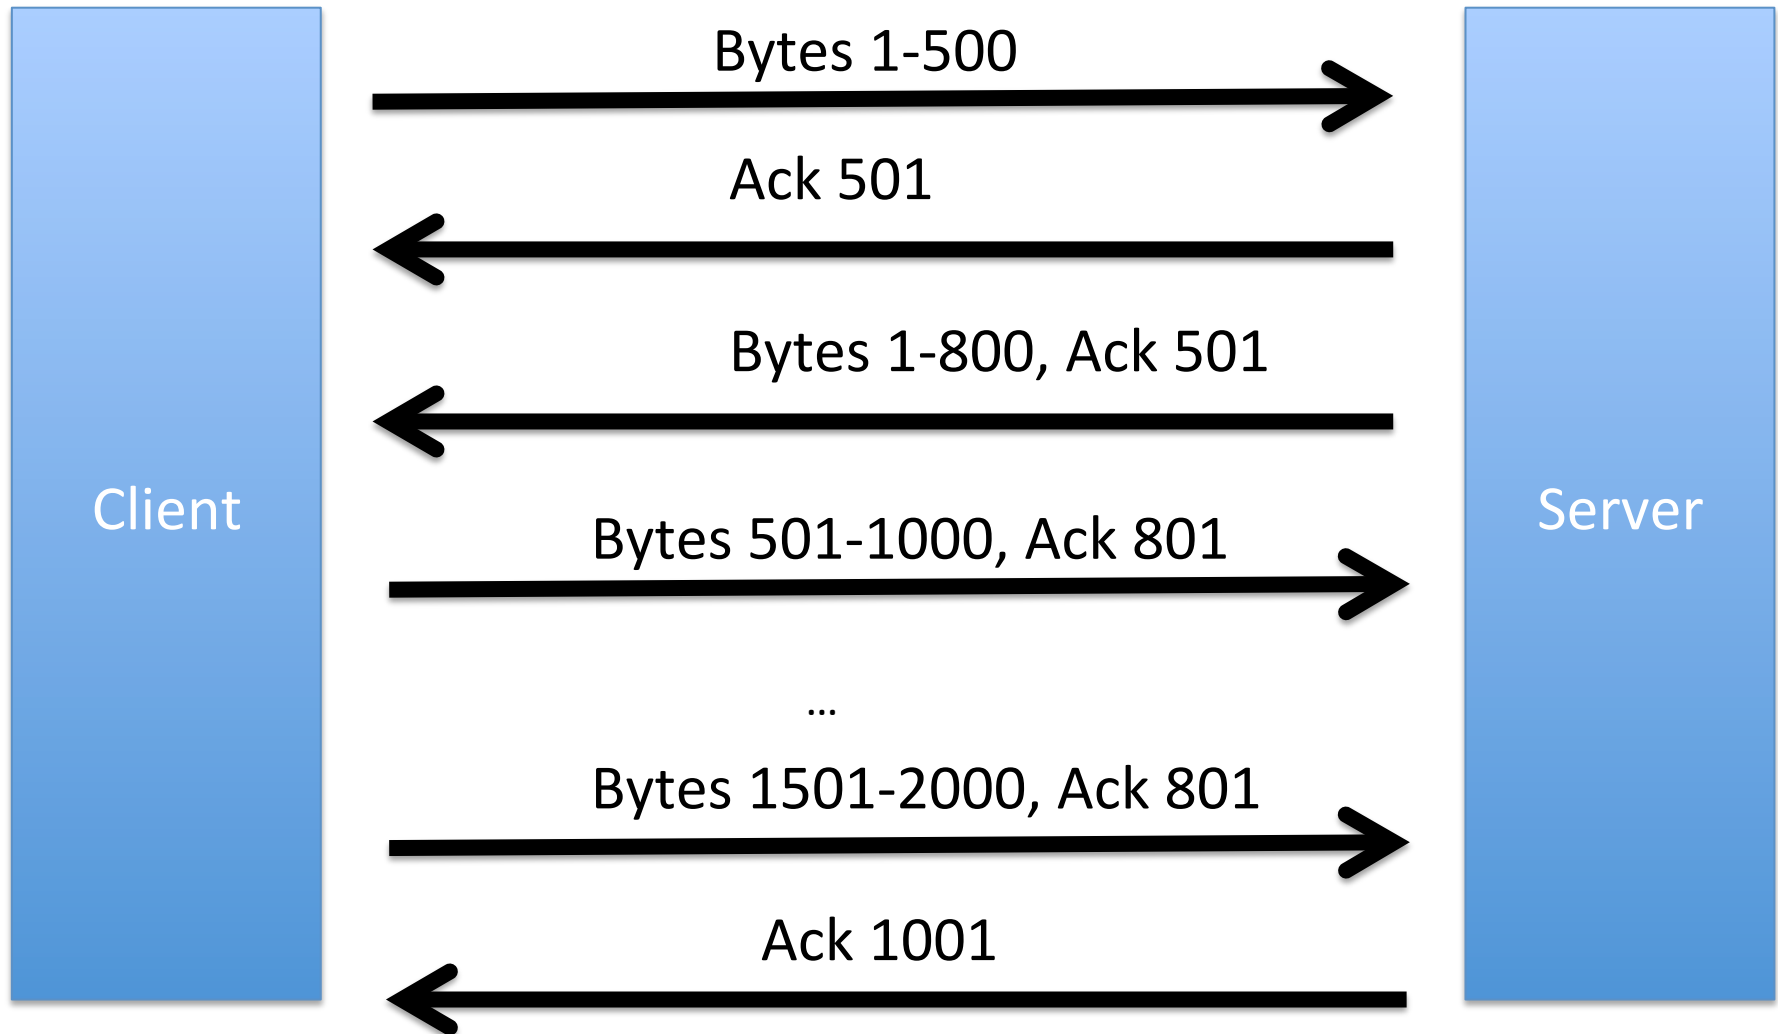 Bytes 1-500
Ack 501
Bytes 1-800, Ack 501
Client
Server
Bytes 501-1000, Ack 801
...
Bytes 1501-2000, Ack 801
Ack 1001